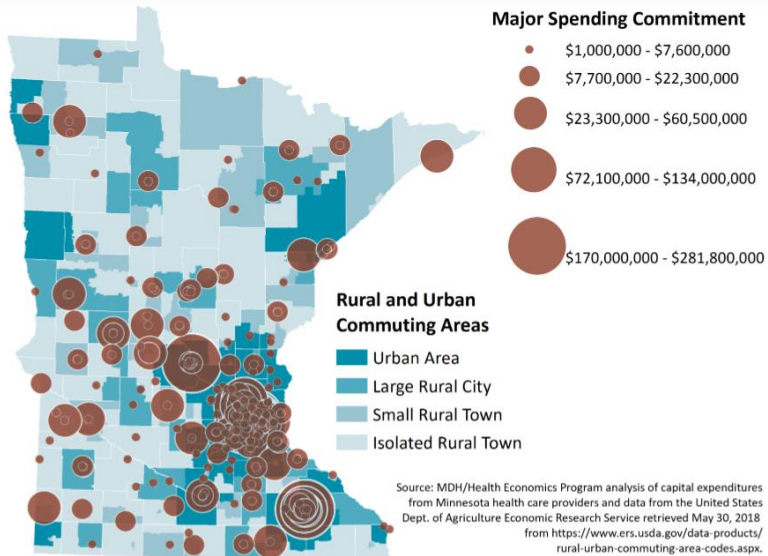 Major Spending Commitment
$1,000,000 - $7,600,000
$7,700,000 - $22,300,000
$23,300,000 - $60,500,000
$72,100,000 - $134,000,000
$170,000,000 - $281,800,000
Rural and Urban
Commuting Areas
Urban Area
Large Rural City
Small Rural Town
Isolated Rural Town
Source: MDH/Health Economics Program analysis of capital expenditures
from Minnesota health care providers and data from the United States
Dept. of Agriculture Economic Research Service retrieved May 30, 2018
from https://www.ers.usda.gov/data-products/
rural-urban-commuting-area-codes.aspx.